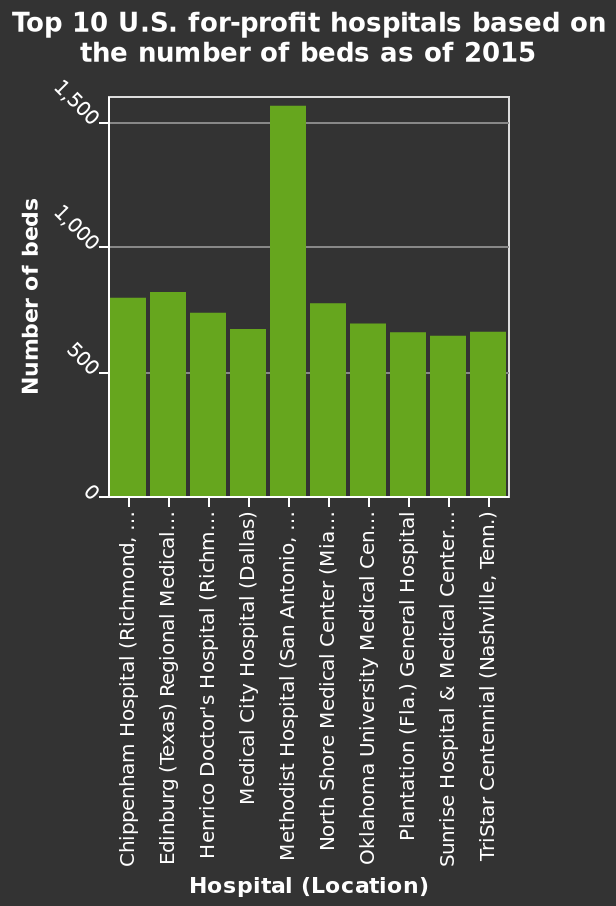 Top 10 U.S. for-profit hospitals based on
the number of beds as of 2015
Number of beds
1,500
1,000
500
0
Chippenham Hospital (Richmond, ...
Edinburg (Texas) Regional Medical...
Henrico Doctor's Hospital (Richm...
Medical City Hospital (Dallas)
Methodist Hospital (San Antonio, ...
North Shore Medical Center (Mia...
Oklahoma University Medical Cen...
Plantation (Fla.) General Hospital
Sunrise Hospital & Medical Center...
TriStar Centennial (Nashville, Tenn.)
Hospital (Location)